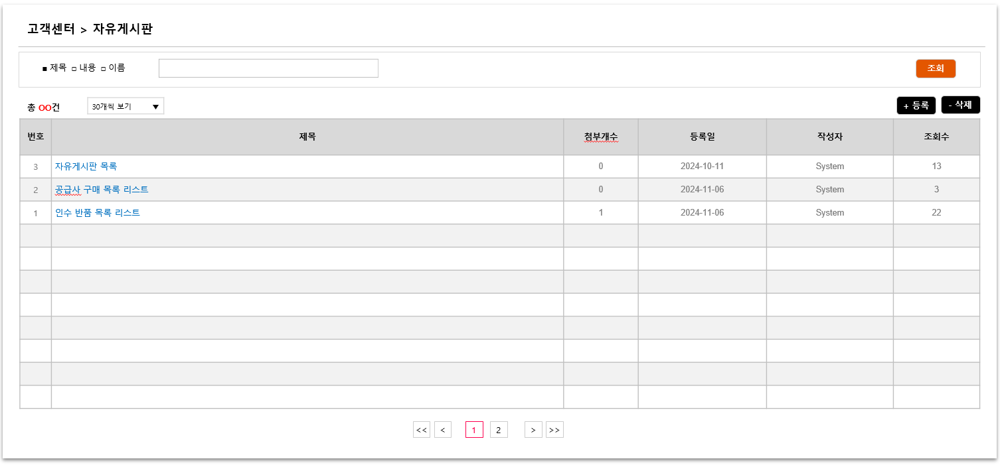 고객센터 > 자유게시판
■ 제목 □ 내용 □ 이름
조회
총 OO건
30개씩 보기 ▼
+ 등록
- 삭제
번호 제목 첨부개수 등록일 작성자 조회수
3 자유게시판 목록 0 2024-10-11 System 13
2 공급사 구매 목록 리스트 0 2024-11-06 System 3
1 인수 반품 목록 리스트 1 2024-11-06 System 22
<< < 1 2 > >>